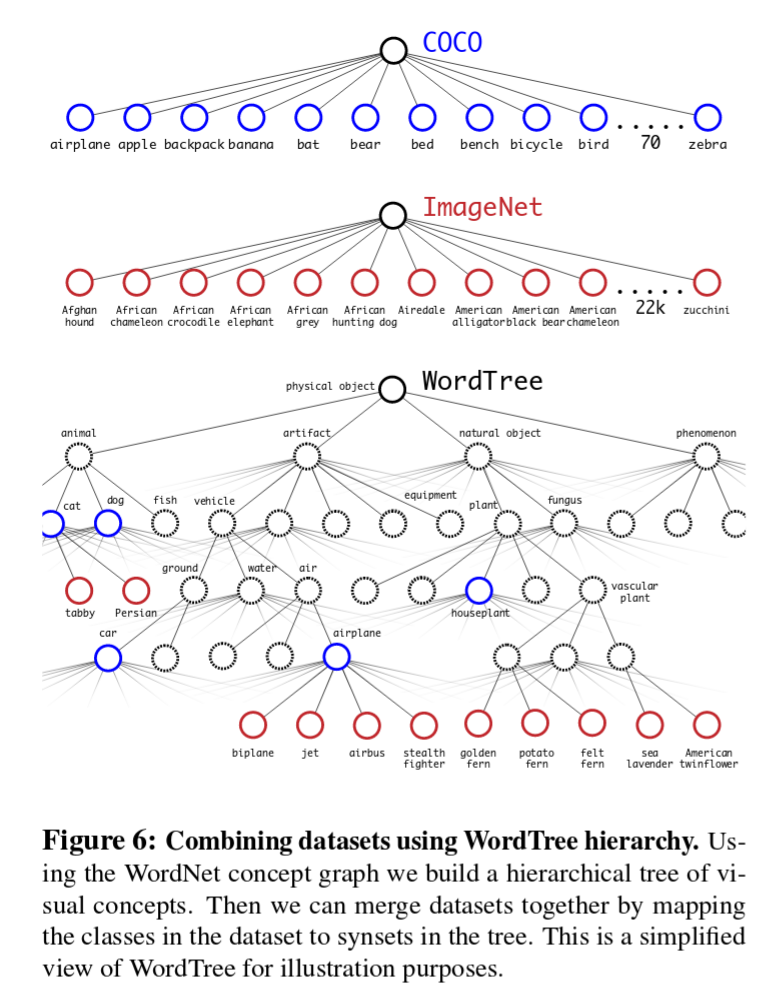 COCO
airplane apple backpack banana bat bear bed bench bicycle bird ..... 70 zebra
ImageNet
Afghan hound
African chameleon
African crocodile
African elephant
African grey
African hunting dog
Airedale
American alligator
American black bear
American chameleon
..... 22k
zucchini
WordTree
physical object
animal artifact natural object phenomenon
cat dog fish vehicle equipment plant fungus
ground water air vascular plant
tabby Persian houseplant
car airplane
biplane jet airbus stealth fighter golden fern potato fern felt fern sea lavender American twinflower
Figure 6: Combining datasets using WordTree hierarchy. Us-
ing the WordNet concept graph we build a hierarchical tree of vi-
sual concepts. Then we can merge datasets together by mapping
the classes in the dataset to synsets in the tree. This is a simplified
view of WordTree for illustration purposes.